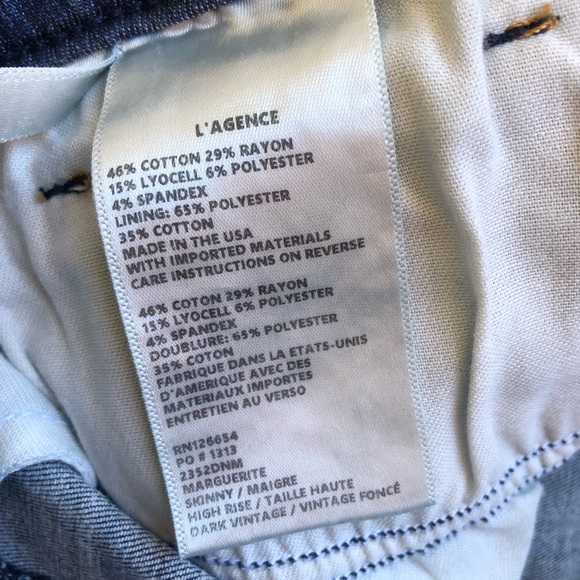 L'AGENCE
46% COTTON 29% RAYON
15% LYOCELL 6% POLYESTER
4% SPANDEX
LINING: 65% POLYESTER
35% COTTON
MADE IN THE USA
WITH IMPORTED MATERIALS
CARE INSTRUCTIONS ON REVERSE
46% COTON 29% RAYON
15% LYOCELL 6% POLYESTER
4% SPANDEX
DOUBLURE: 65% POLYESTER
35% COTON
FABRIQUE DANS LA ETATS-UNIS
D'AMERIQUE AVEC DES
MATERIAUX IMPORTES
ENTRETIEN AU VERSO
RN126654
PO # 1313
2352DNM
MARGUERITE
SKINNY / MAIGRE
HIGH RISE / TAILLE HAUTE
DARK VINTAGE / VINTAGE FONCÉ